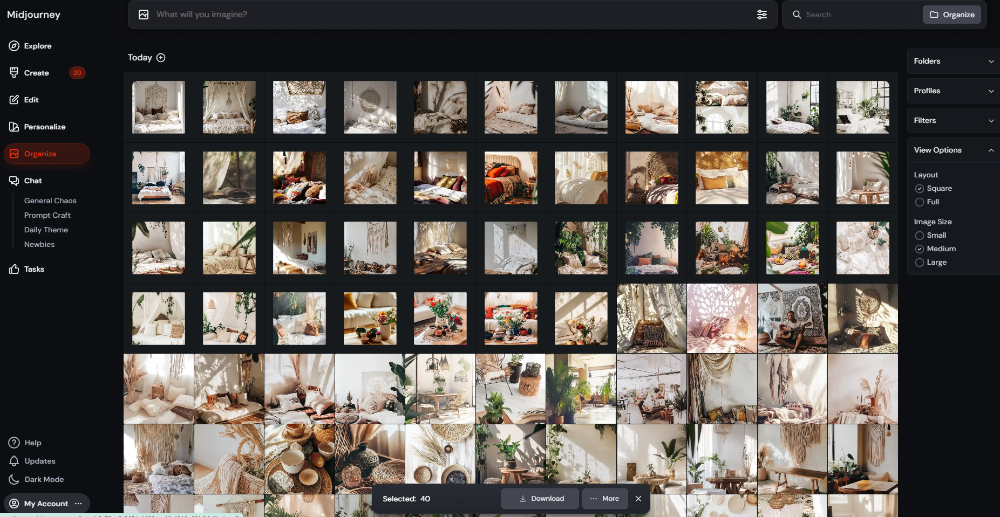 Midjourney
What will you imagine?
Search
Organize
Explore
Create
20
Edit
Personalize
Organize
Chat
General Chaos
Prompt Craft
Daily Theme
Newbies
Tasks
Help
Updates
Dark Mode
My Account
Today
Folders
Profiles
Filters
View Options
Layout
Square
Full
Image Size
Small
Medium
Large
Selected: 40
Download
More